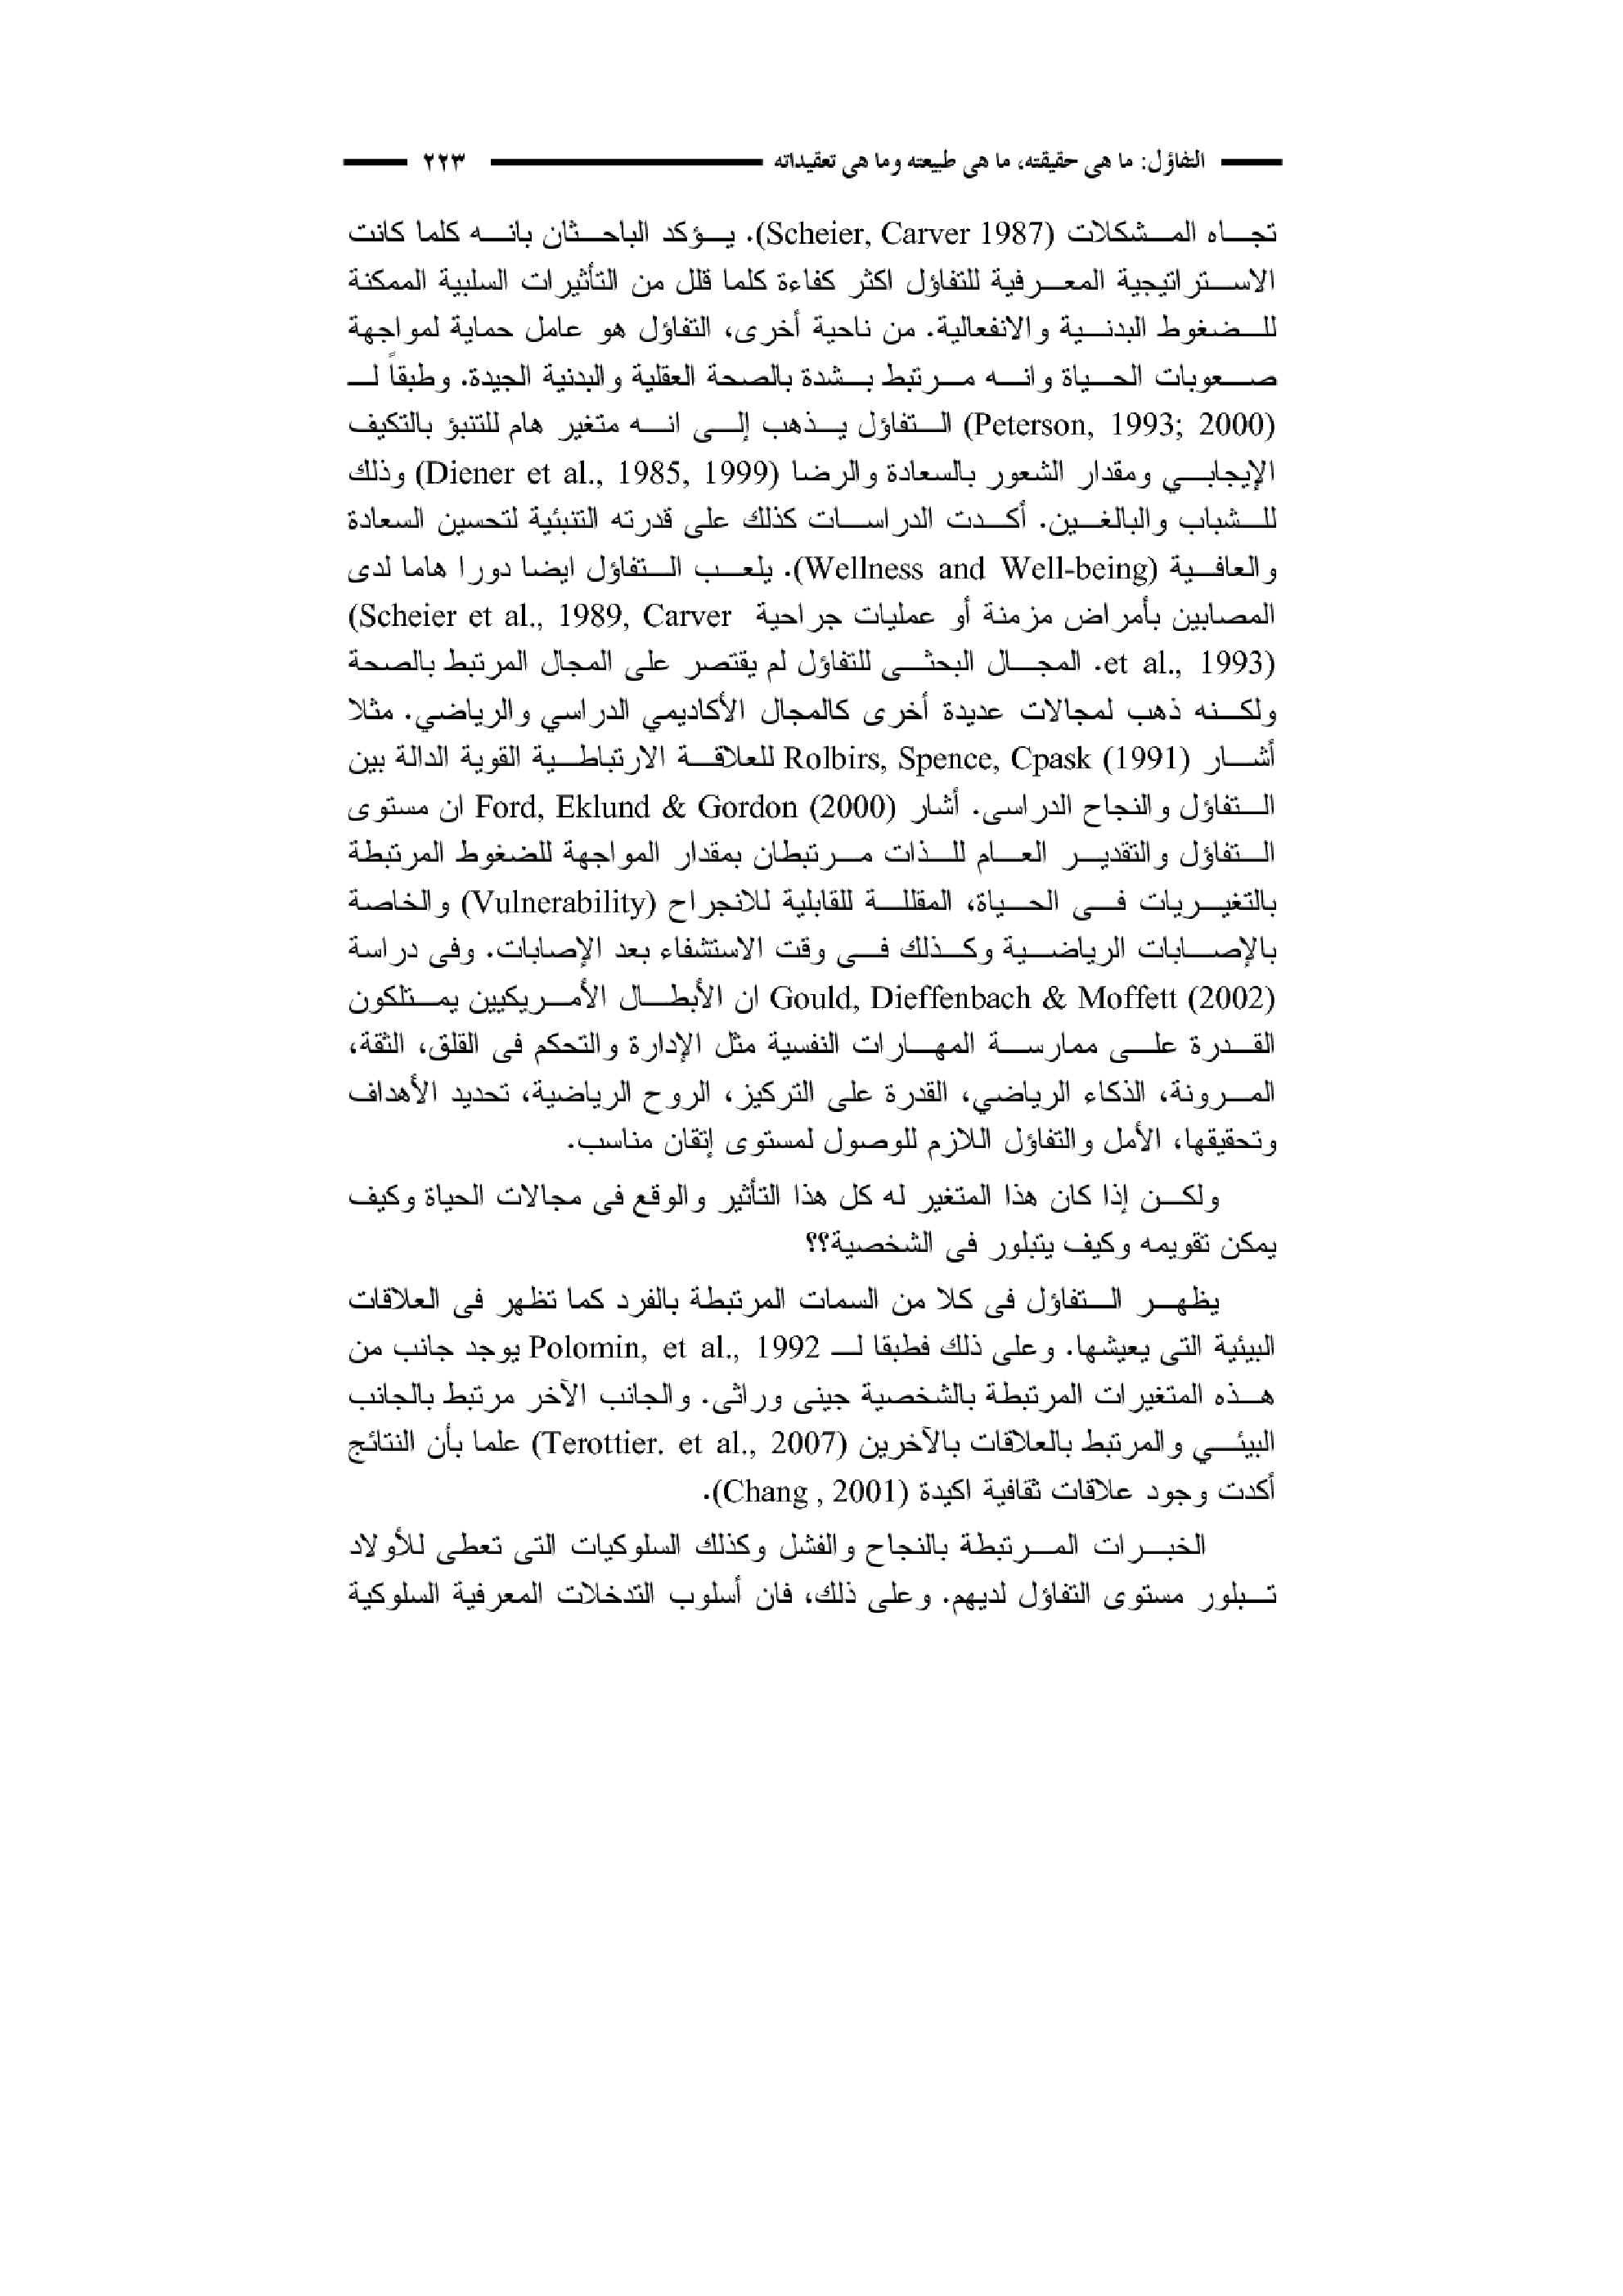 التفاؤل: ما هى حقيقته، ما هى طبيعته وما هى تعقيداته ٢٢٣
تجاه المشكلات (Scheier, Carver 1987). يؤكد الباحثان بانه كلما كانت
الاستراتيجية المعرفية للتفاؤل اكثر كفاءة كلما قلل من التأثيرات السلبية الممكنة
للضغوط البدنية والانفعالية. من ناحية أخرى، التفاؤل هو عامل حماية لمواجهة
صعوبات الحياة وانه مرتبط بشدة بالصحة العقلية والبدنية الجيدة. وطبقاً لـ
(Peterson, 1993; 2000) التفاؤل يذهب إلى انه متغير هام للتنبؤ بالتكيف
الإيجابي ومقدار الشعور بالسعادة والرضا (Diener et al., 1985, 1999) وذلك
للشباب والبالغين. أكدت الدراسات كذلك على قدرته التنبئية لتحسين السعادة
والعافية (Wellness and Well-being). يلعب التفاؤل ايضا دورا هاما لدى
المصابين بأمراض مزمنة أو عمليات جراحية (Scheier et al., 1989, Carver
et al., 1993). المجال البحثى للتفاؤل لم يقتصر على المجال المرتبط بالصحة
ولكنه ذهب لمجالات عديدة أخرى كالمجال الأكاديمي الدراسي والرياضي. مثلا
أشار Rolbirs, Spence, Cpask (1991) للعلاقة الارتباطية القوية الدالة بين
التفاؤل والنجاح الدراسى. أشار Ford, Eklund & Gordon (2000) ان مستوى
التفاؤل والتقدير العام للذات مرتبطان بمقدار المواجهة للضغوط المرتبطة
بالتغيريات فى الحياة، المقللة للقابلية للانجراح (Vulnerability) والخاصة
بالإصابات الرياضية وكذلك فى وقت الاستشفاء بعد الإصابات. وفى دراسة
Gould, Dieffenbach & Moffett (2002) ان الأبطال الأمريكيين يمتلكون
القدرة على ممارسة المهارات النفسية مثل الإدارة والتحكم فى القلق، الثقة،
المرونة، الذكاء الرياضي، القدرة على التركيز، الروح الرياضية، تحديد الأهداف
وتحقيقها، الأمل والتفاؤل اللازم للوصول لمستوى إتقان مناسب.
ولكن إذا كان هذا المتغير له كل هذا التأثير والوقع فى مجالات الحياة وكيف
يمكن تقويمه وكيف يتبلور فى الشخصية؟؟
يظهر التفاؤل فى كلا من السمات المرتبطة بالفرد كما تظهر فى العلاقات
البيئية التى يعيشها. وعلى ذلك فطبقا لـ Polomin, et al., 1992 يوجد جانب من
هذه المتغيرات المرتبطة بالشخصية جينى وراثى. والجانب الآخر مرتبط بالجانب
البيئي والمرتبط بالعلاقات بالآخرين (Terottier. et al., 2007) علما بأن النتائج
أكدت وجود علاقات ثقافية اكيدة (Chang , 2001).
الخبرات المرتبطة بالنجاح والفشل وكذلك السلوكيات التى تعطى للأولاد
تبلور مستوى التفاؤل لديهم. وعلى ذلك، فان أسلوب التدخلات المعرفية السلوكية